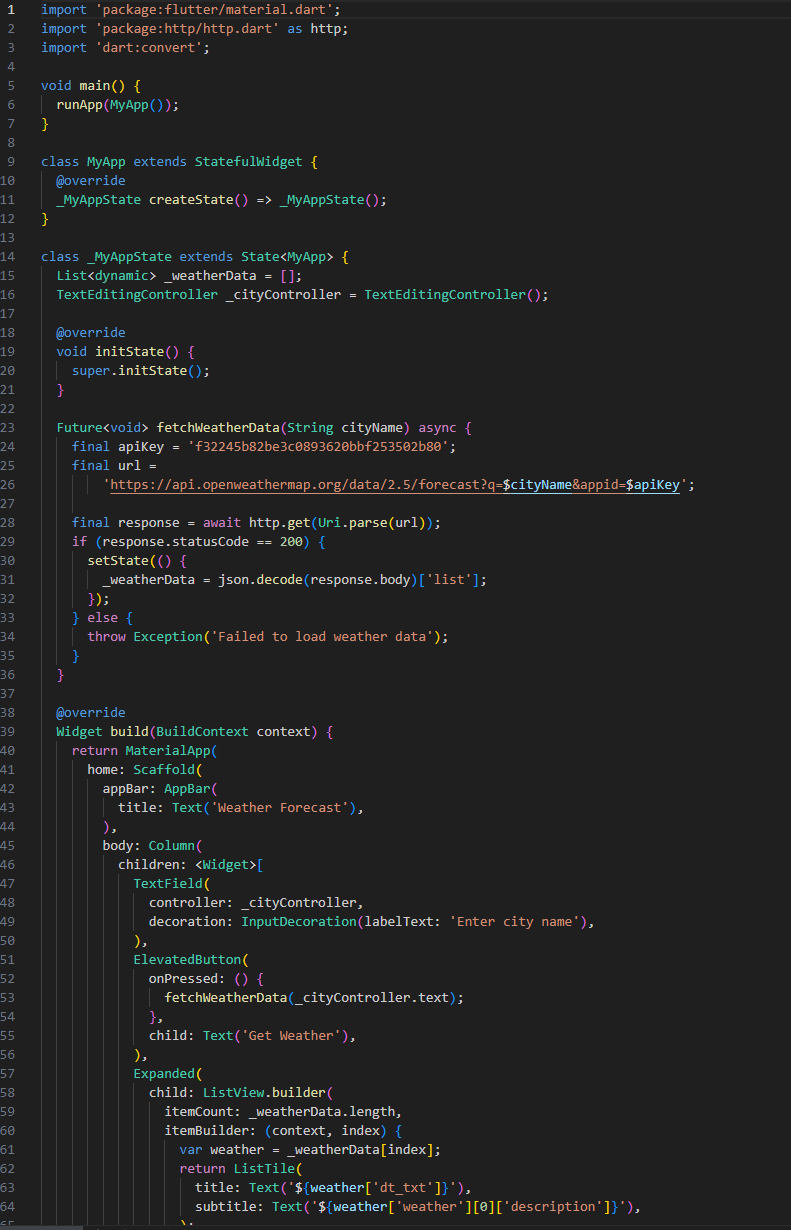 1 import 'package:flutter/material.dart';
2 import 'package:http/http.dart' as http;
3 import 'dart:convert';
4
5 void main() {
6   runApp(MyApp());
7 }
8
9 class MyApp extends StatefulWidget {
10   @override
11   _MyAppState createState() => _MyAppState();
12 }
13
14 class _MyAppState extends State<MyApp> {
15   List<dynamic> _weatherData = [];
16   TextEditingController _cityController = TextEditingController();
17
18   @override
19   void initState() {
20     super.initState();
21   }
22
23   Future<void> fetchWeatherData(String cityName) async {
24     final apiKey = 'f32245b82be3c0893620bbf253502b80';
25     final url =
26         'https://api.openweathermap.org/data/2.5/forecast?q=$cityName&appid=$apiKey';
27
28     final response = await http.get(Uri.parse(url));
29     if (response.statusCode == 200) {
30       setState(() {
31         _weatherData = json.decode(response.body)['list'];
32       });
33     } else {
34       throw Exception('Failed to load weather data');
35     }
36   }
37
38   @override
39   Widget build(BuildContext context) {
40     return MaterialApp(
41       home: Scaffold(
42         appBar: AppBar(
43           title: Text('Weather Forecast'),
44         ),
45         body: Column(
46           children: <Widget>[
47             TextField(
48               controller: _cityController,
49               decoration: InputDecoration(labelText: 'Enter city name'),
50             ),
51             ElevatedButton(
52               onPressed: () {
53                 fetchWeatherData(_cityController.text);
54               },
55               child: Text('Get Weather'),
56             ),
57             Expanded(
58               child: ListView.builder(
59                 itemCount: _weatherData.length,
60                 itemBuilder: (context, index) {
61                   var weather = _weatherData[index];
62                   return ListTile(
63                     title: Text('${weather['dt_txt']}'),
64                     subtitle: Text('${weather['weather'][0]['description']}'),